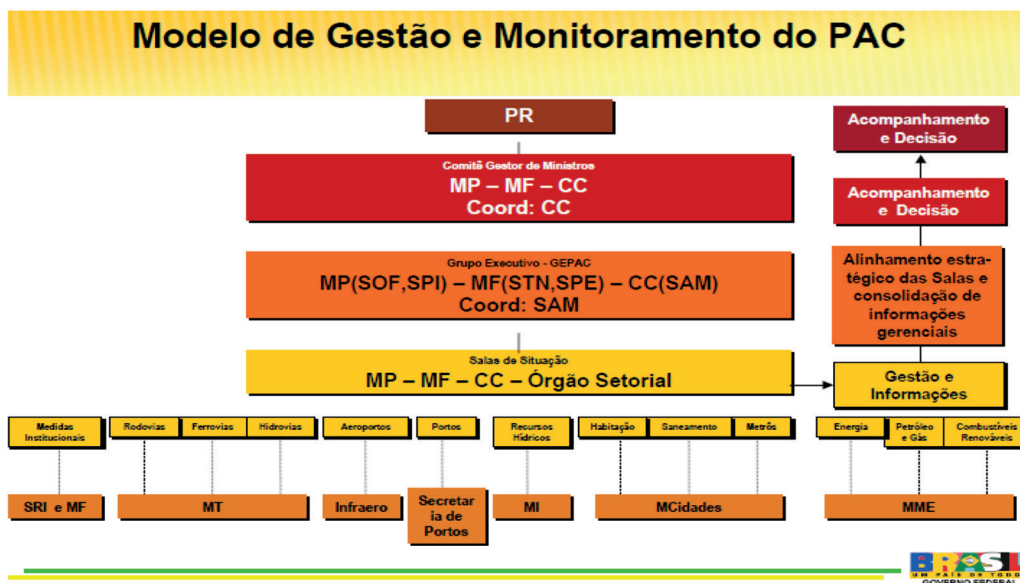 Modelo de Gestão e Monitoramento do PAC
PR
Comitê Gestor de Ministros
MP – MF – CC
Coord: CC
Grupo Executivo - GEPAC
MP(SOF,SPI) – MF(STN,SPE) – CC(SAM)
Coord: SAM
Salas de Situação
MP – MF – CC – Órgão Setorial
Acompanhamento
e Decisão
Acompanhamento
e Decisão
Alinhamento estra-
tégico das Salas e
consolidação de
informações
gerenciais
Gestão e
Informações
Medidas
Institucionais
Rodovias
Ferrovias
Hidrovias
Aeroportos
Portos
Recursos
Hídricos
Habitação
Saneamento
Metrôs
Energia
Petróleo
e Gás
Combustíveis
Renováveis
SRI e MF
MT
Infraero
Secretar
ia de
Portos
MI
MCidades
MME
BRASIL
UM PAÍS DE TODO
GOVERNO FEDERAL